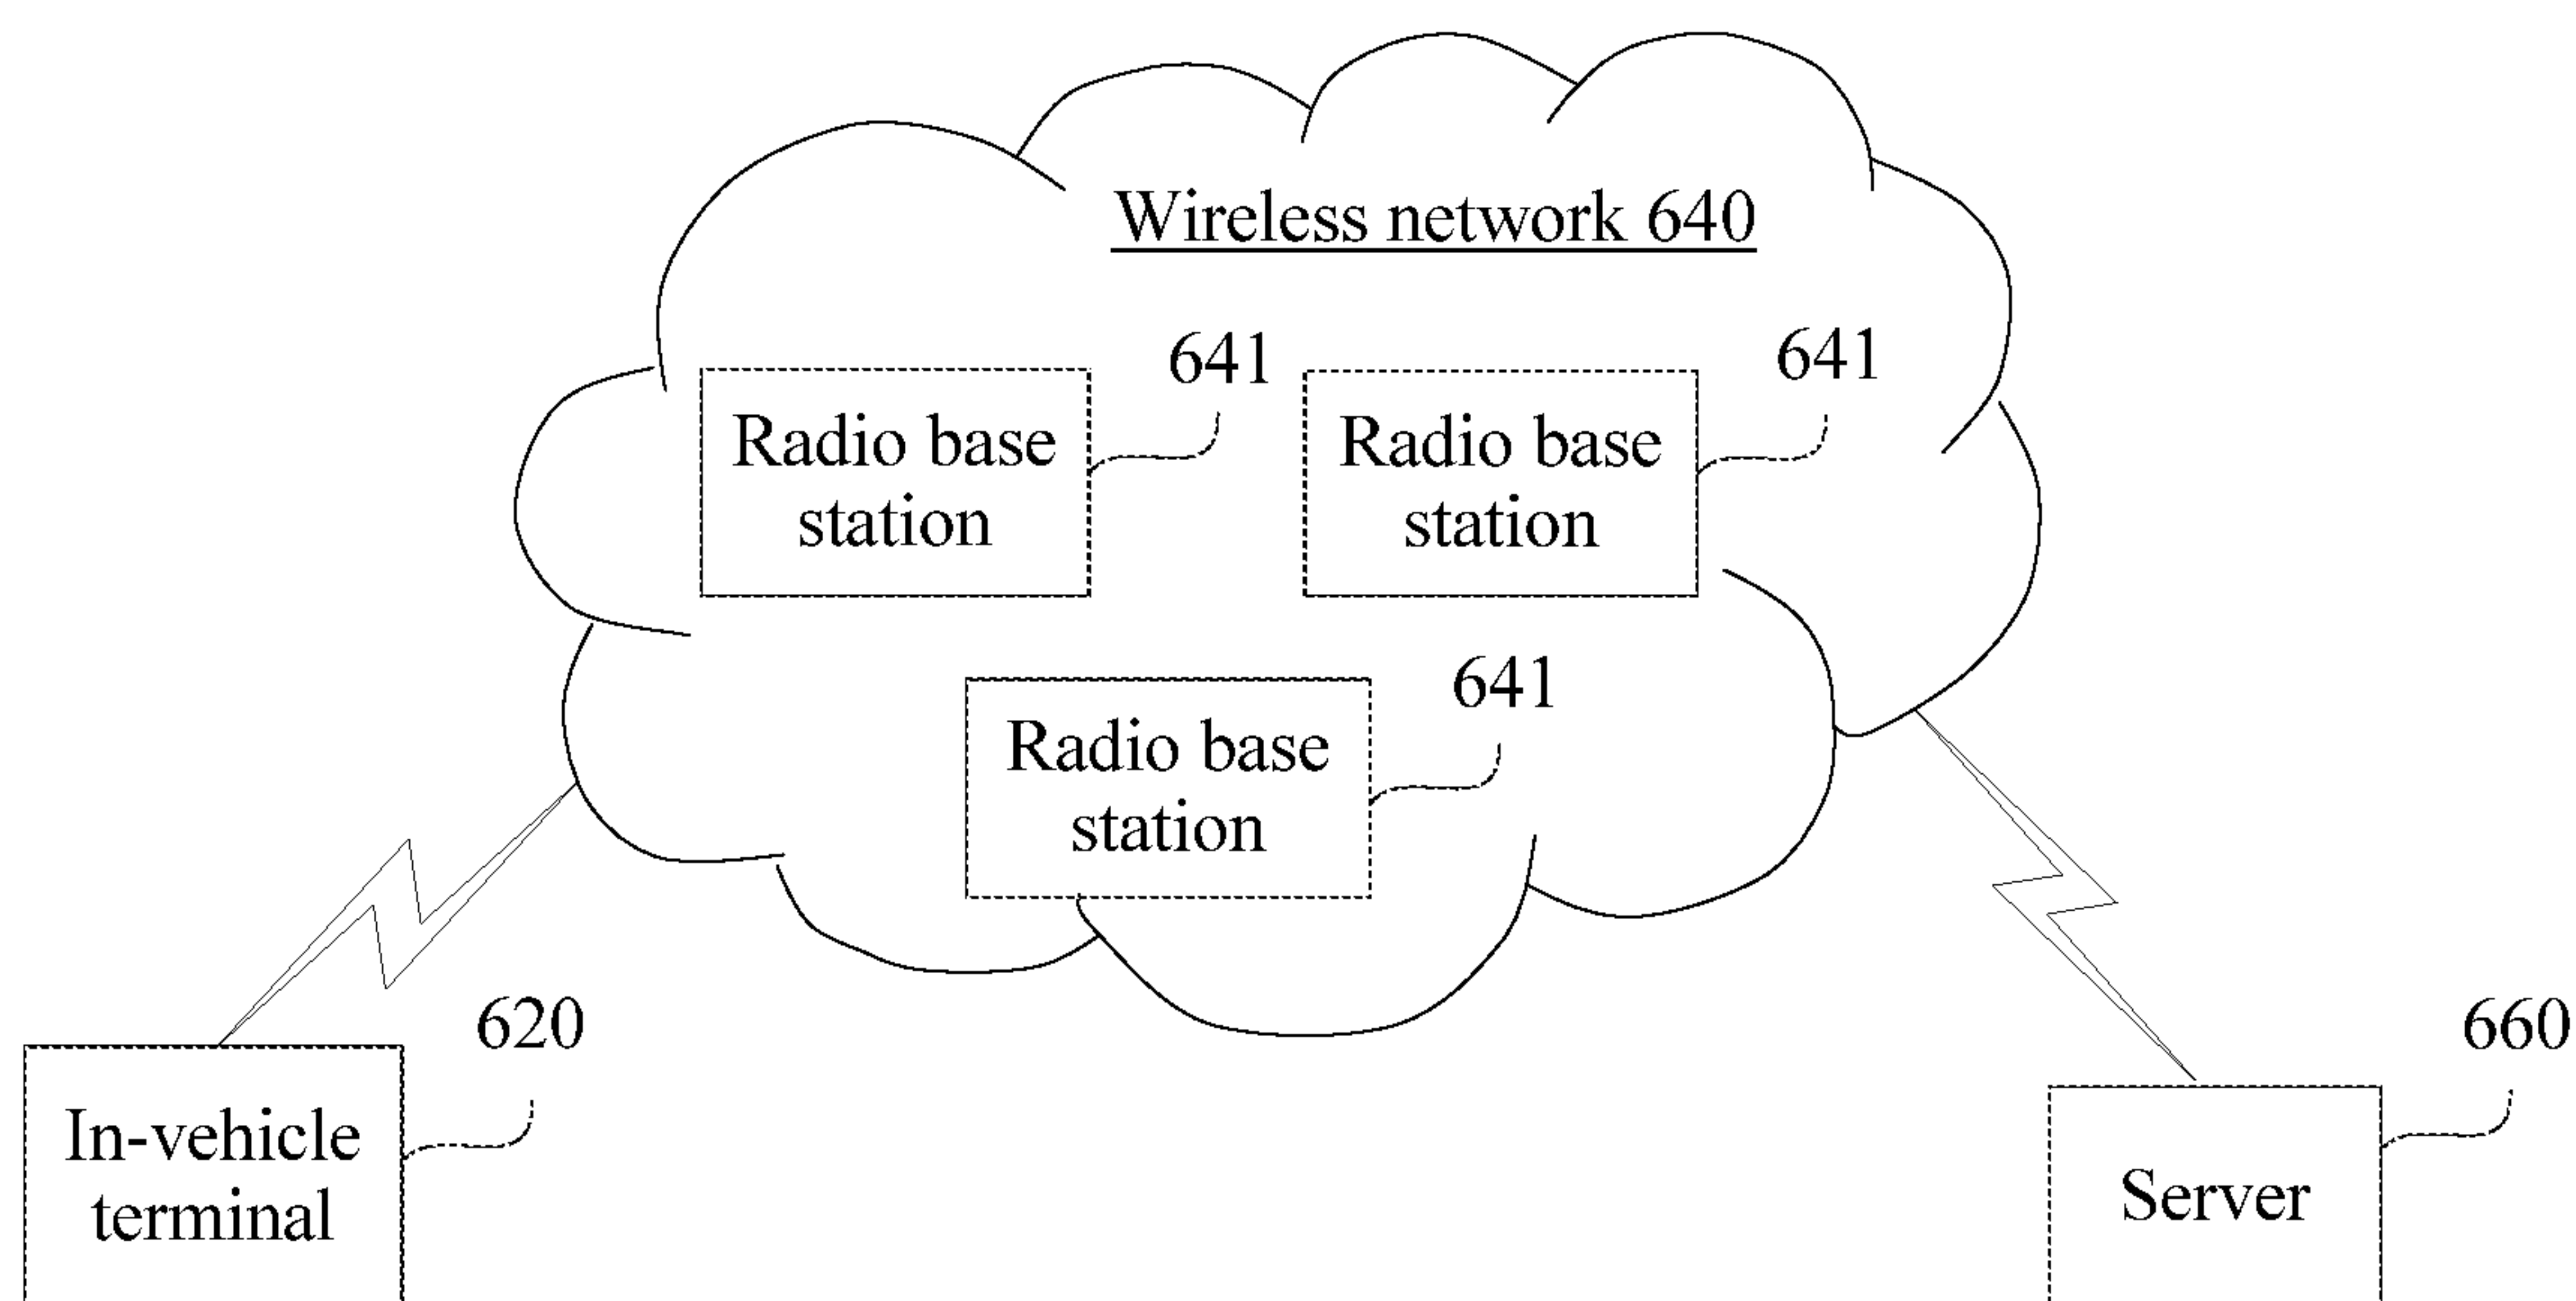 Wireless network 640
641
641
Radio base
station
Radio base
station
641
Radio base
station
620
660
In-vehicle
terminal
Server